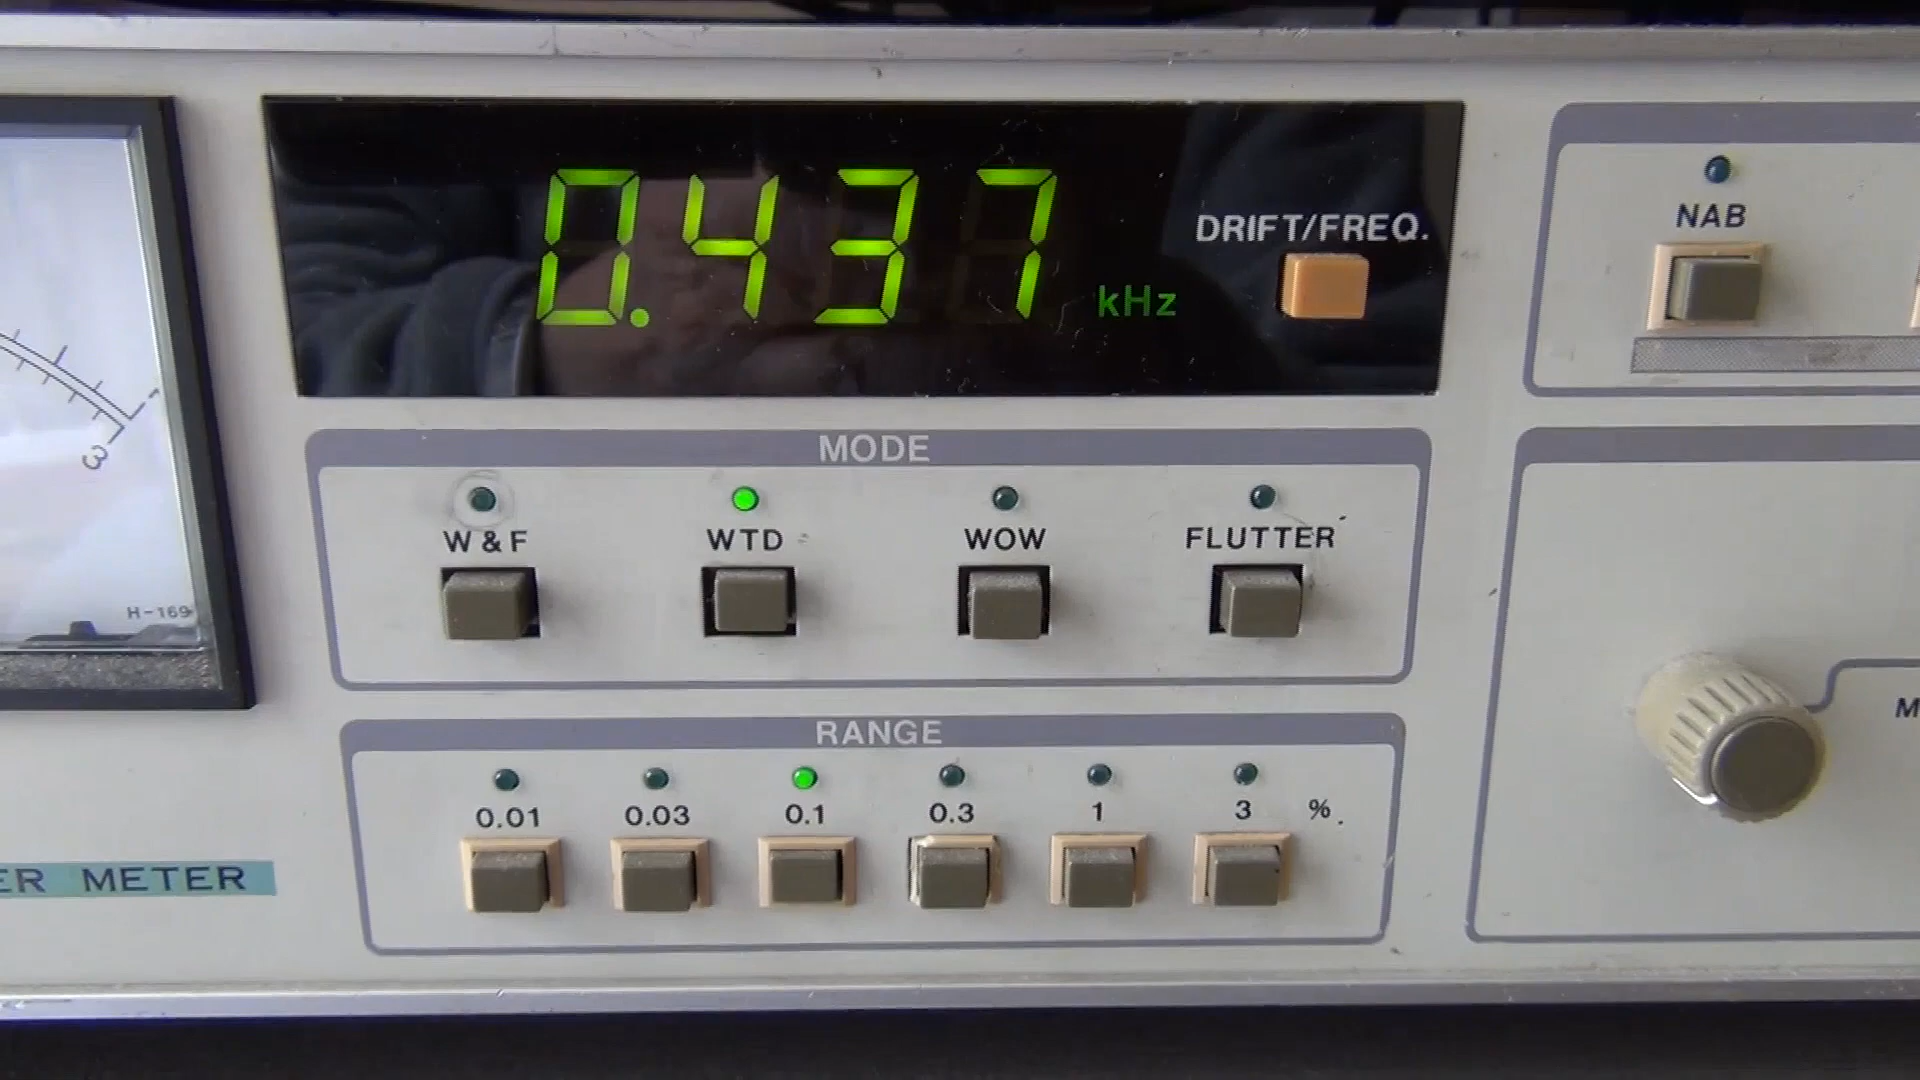 0.437 kHz
DRIFT/FREQ.
NAB
3
H-169
MODE
W & F WTD WOW FLUTTER
RANGE
0.01 0.03 0.1 0.3 1 3 %.
ER METER
M